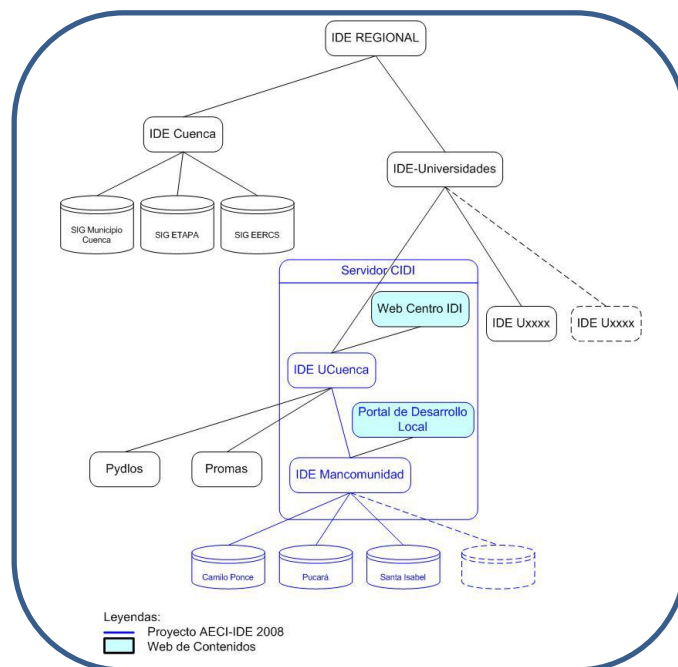 IDE REGIONAL
IDE Cuenca
IDE-Universidades
SIG Municipio
Cuenca
SIG ETAPA
SIG EERCS
Servidor CIDI
Web Centro IDI
IDE Uxxxx
IDE Uxxxx
IDE UCuenca
Portal de Desarrollo
Local
Pydlos
Promas
IDE Mancomunidad
Camilo Ponce
Pucará
Santa Isabel
Leyendas:
Proyecto AECI-IDE 2008
Web de Contenidos